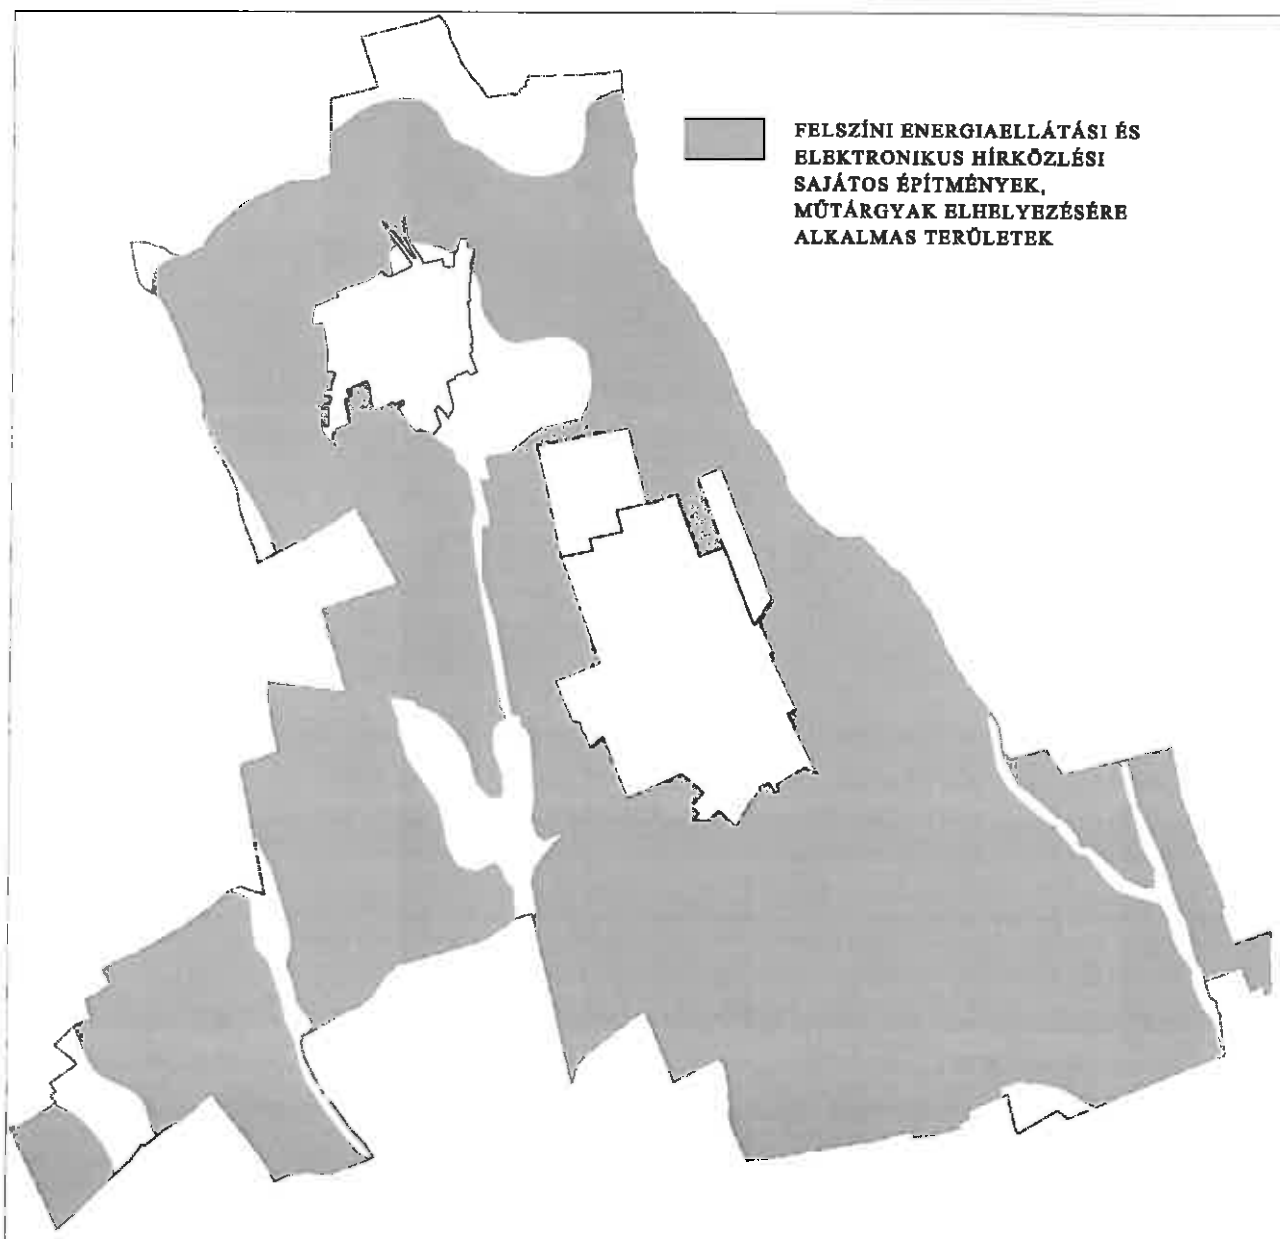 FELSZÍNI ENERGIAELLÁTÁSI ÉS
ELEKTRONIKUS HÍRKÖZLÉSI
SAJÁTOS ÉPÍTMÉNYEK,
MŰTÁRGYAK ELHELYEZÉSÉRE
ALKALMAS TERÜLETEK